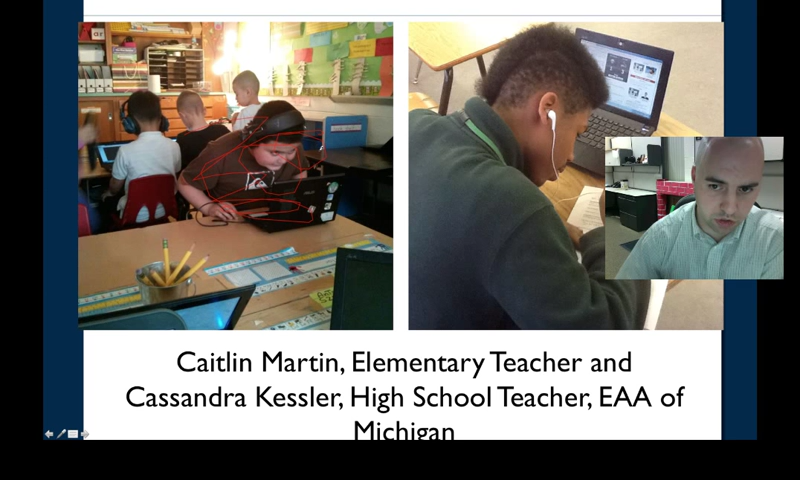 Caitlin Martin, Elementary Teacher and
Cassandra Kessler, High School Teacher, EAA of
Michigan